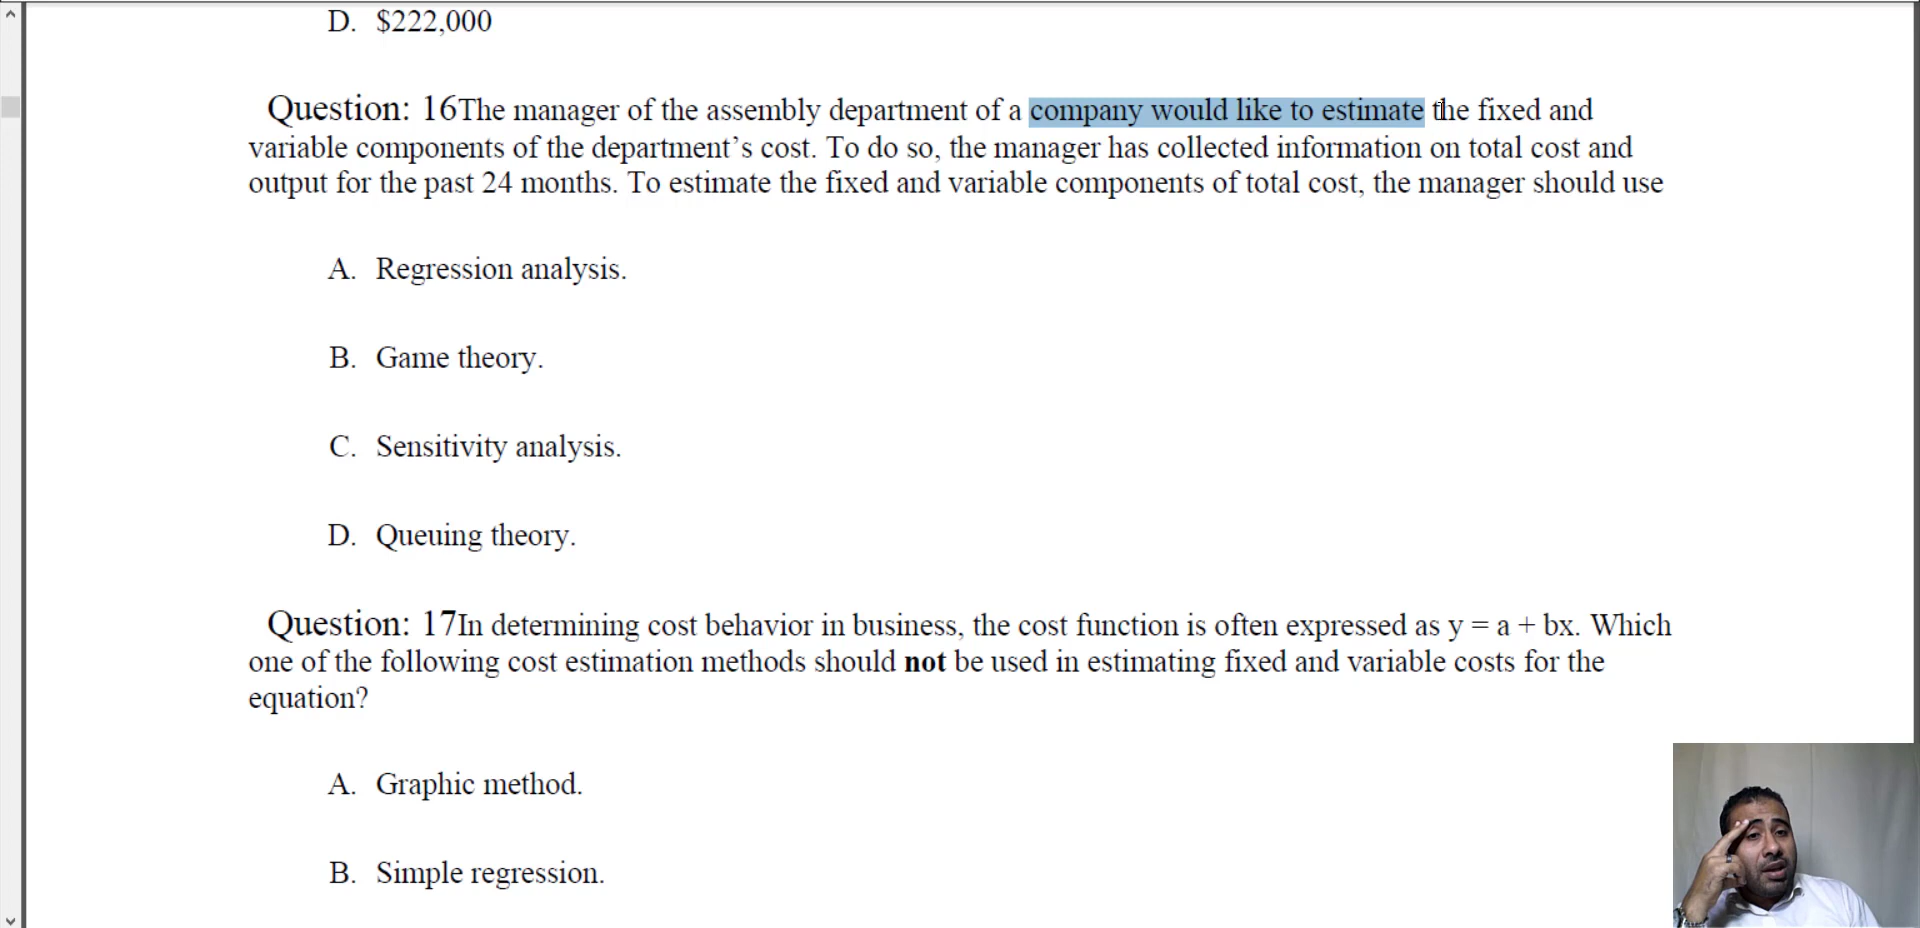 D. $222,000
Question: 16The manager of the assembly department of a company would like to estimate the fixed and
variable components of the department’s cost. To do so, the manager has collected information on total cost and
output for the past 24 months. To estimate the fixed and variable components of total cost, the manager should use
A. Regression analysis.
B. Game theory.
C. Sensitivity analysis.
D. Queuing theory.
Question: 17In determining cost behavior in business, the cost function is often expressed as y = a + bx. Which
one of the following cost estimation methods should not be used in estimating fixed and variable costs for the
equation?
A. Graphic method.
B. Simple regression.